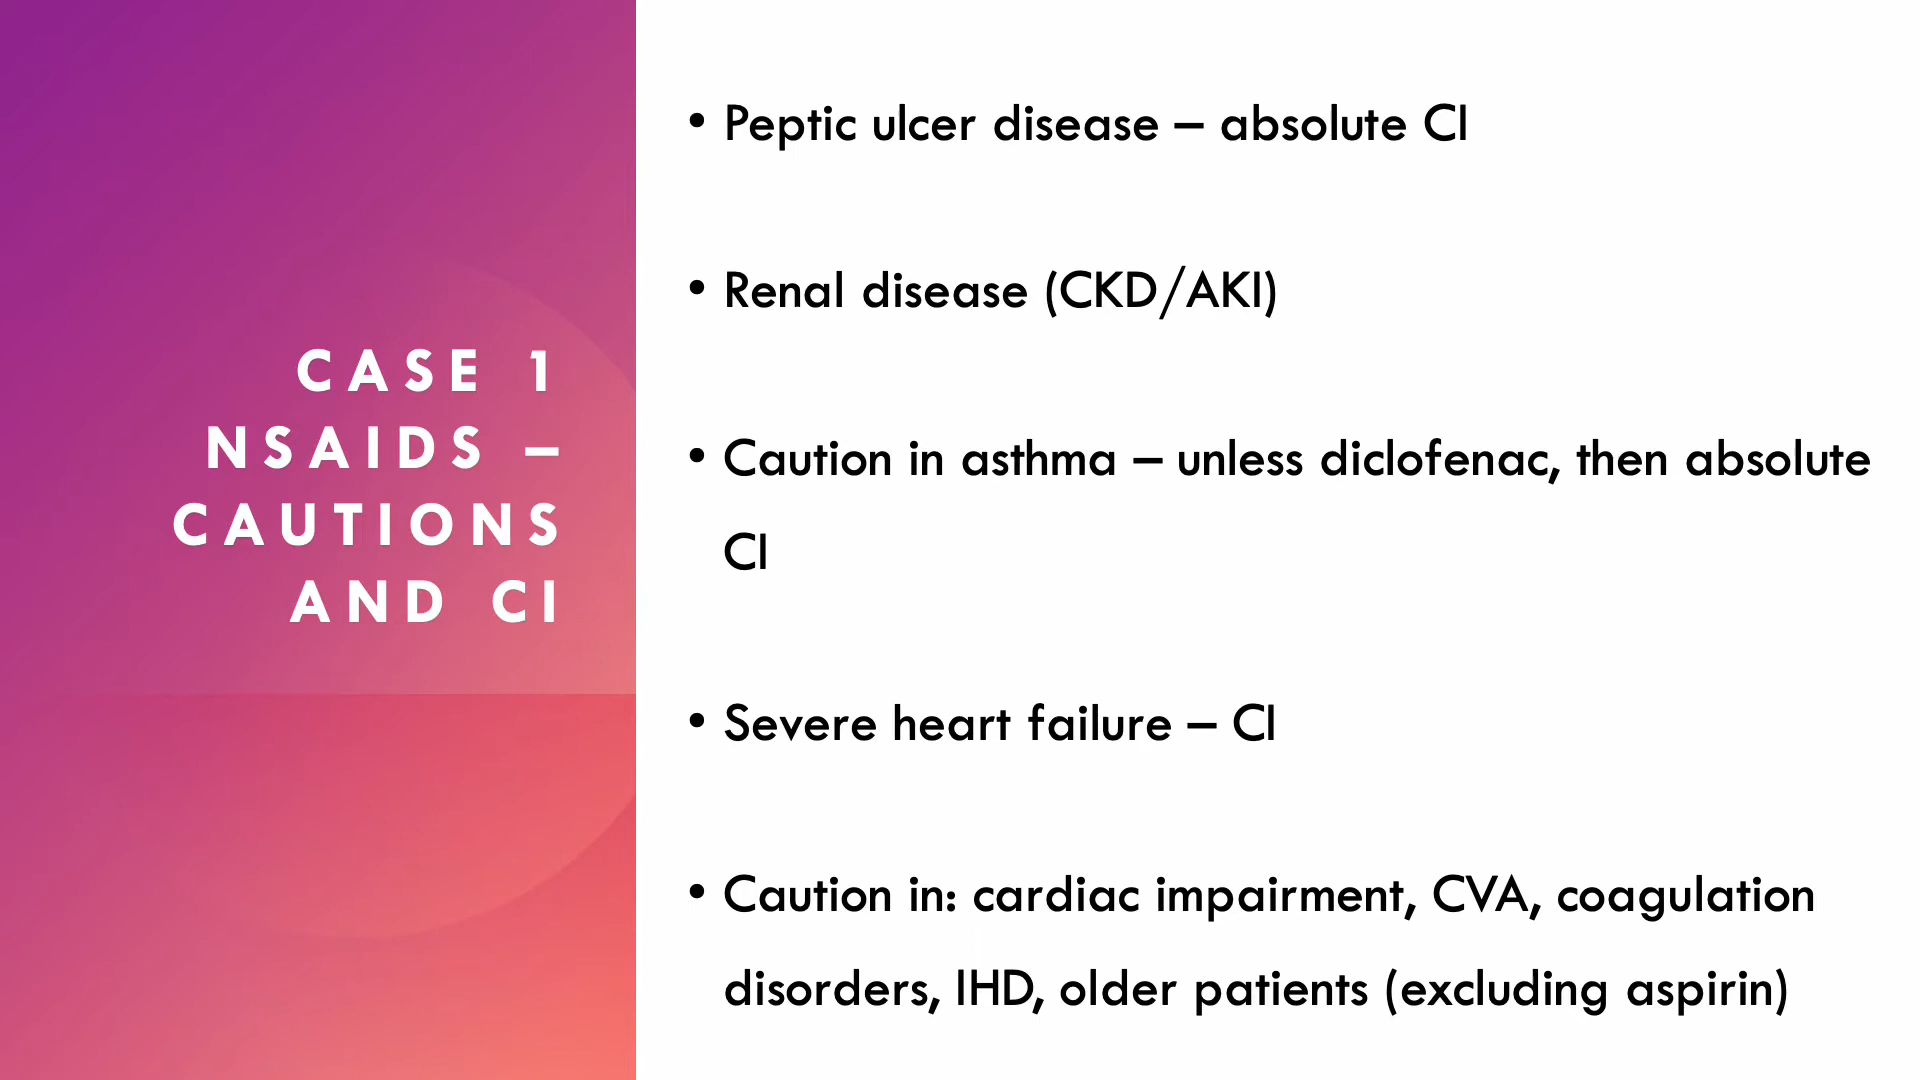 CASE 1
NSAIDS –
CAUTIONS
AND CI
• Peptic ulcer disease – absolute CI
• Renal disease (CKD/AKI)
• Caution in asthma – unless diclofenac, then absolute
CI
• Severe heart failure – CI
• Caution in: cardiac impairment, CVA, coagulation
disorders, IHD, older patients (excluding aspirin)